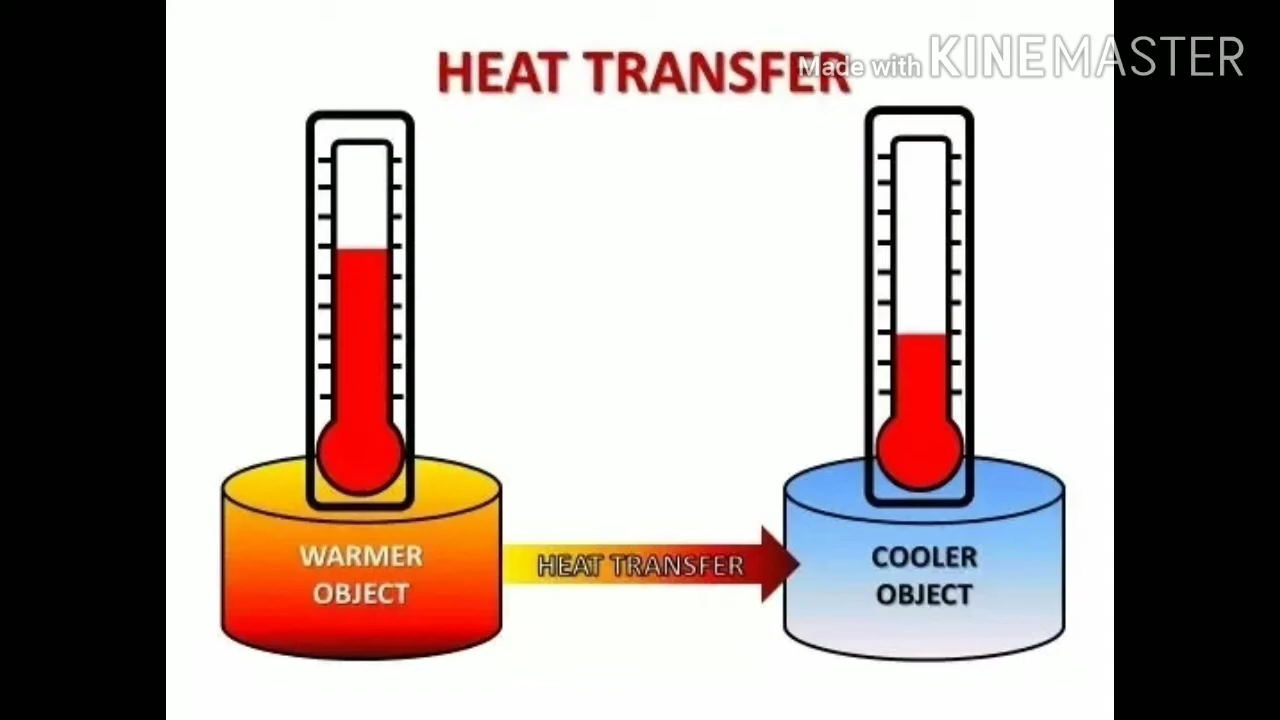 HEAT TRANSFER
Made with KINEMASTER
WARMER
OBJECT
HEAT TRANSFER
COOLER
OBJECT